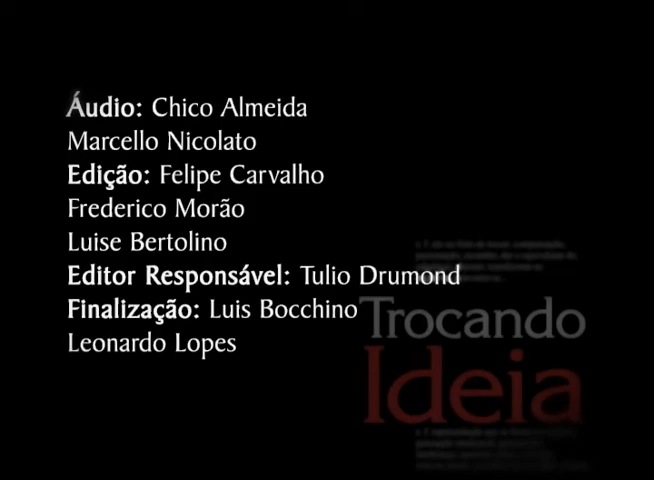 Áudio: Chico Almeida
Marcello Nicolato
Edição: Felipe Carvalho
Frederico Morão
Luise Bertolino
Editor Responsável: Tulio Drumond
Finalização: Luis Bocchino
Leonardo Lopes
Trocando
Ideia